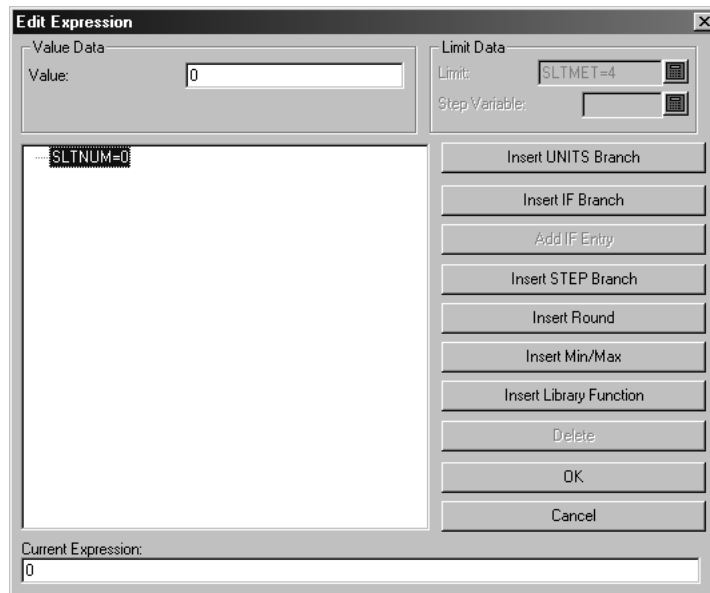 Edit Expression
Value Data
Value: 0
Limit Data
Limit: SLTMET=4
Step Variable:
SLTNUM=0
Insert UNITS Branch
Insert IF Branch
Add IF Entry
Insert STEP Branch
Insert Round
Insert Min/Max
Insert Library Function
Delete
OK
Cancel
Current Expression:
0